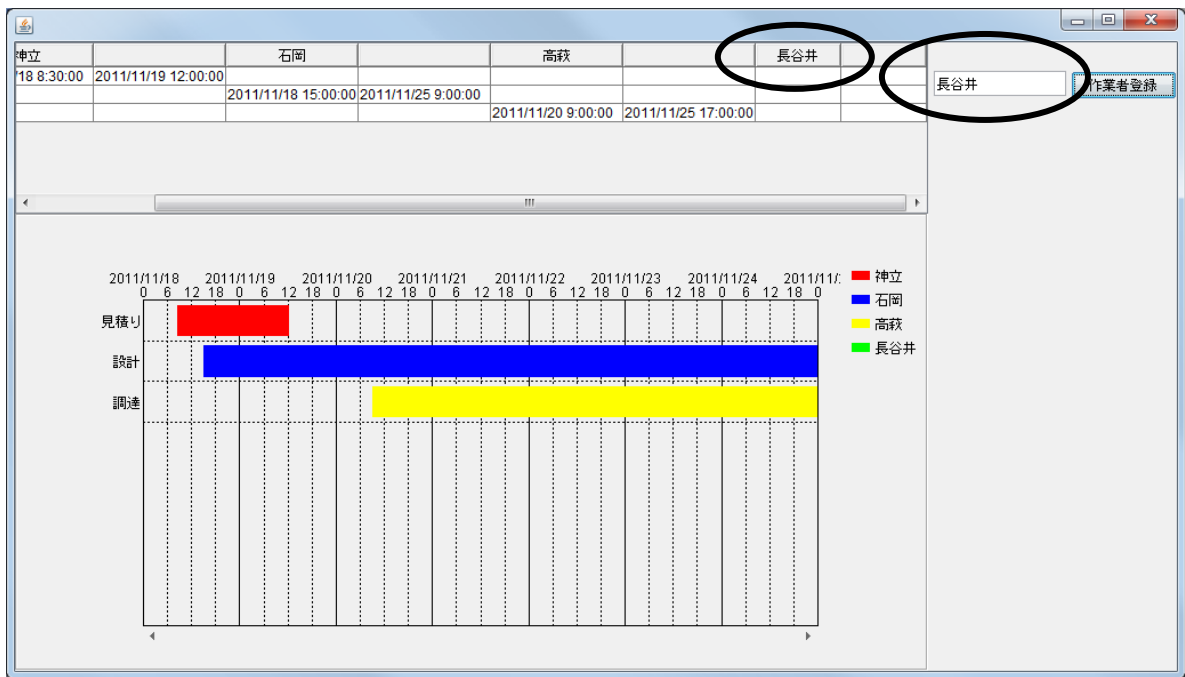 神立 石岡 高萩 長谷井
'18 8:30:00 2011/11/19 12:00:00
2011/11/18 15:00:00 2011/11/25 9:00:00
2011/11/20 9:00:00 2011/11/25 17:00:00
長谷井 作業者登録
2011/11/18 2011/11/19 2011/11/20 2011/11/21 2011/11/22 2011/11/23 2011/11/24 2011/11/
0 6 12 18 0 6 12 18 0 6 12 18 0 6 12 18 0 6 12 18 0 6 12 18 0 6 12 18 0
見積り
設計
調達
神立
石岡
高萩
長谷井